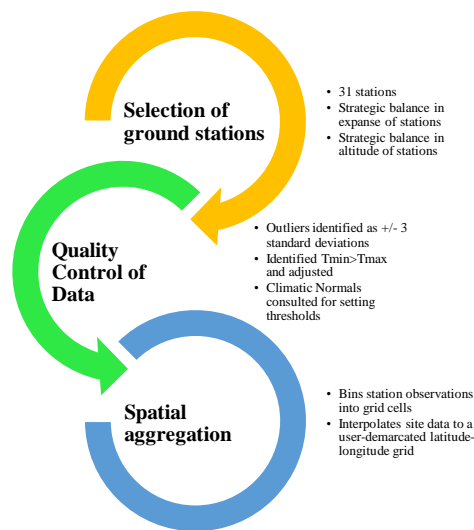 Selection of
ground stations
• 31 stations
• Strategic balance in
expanse of stations
• Strategic balance in
altitude of stations
Quality
Control of
Data
• Outliers identified as +/- 3
standard deviations
• Identified Tmin>Tmax
and adjusted
• Climatic Normals
consulted for setting
thresholds
Spatial
aggregation
• Bins station observations
into grid cells
• Interpolates site data to a
user-demarcated latitude-
longitude grid